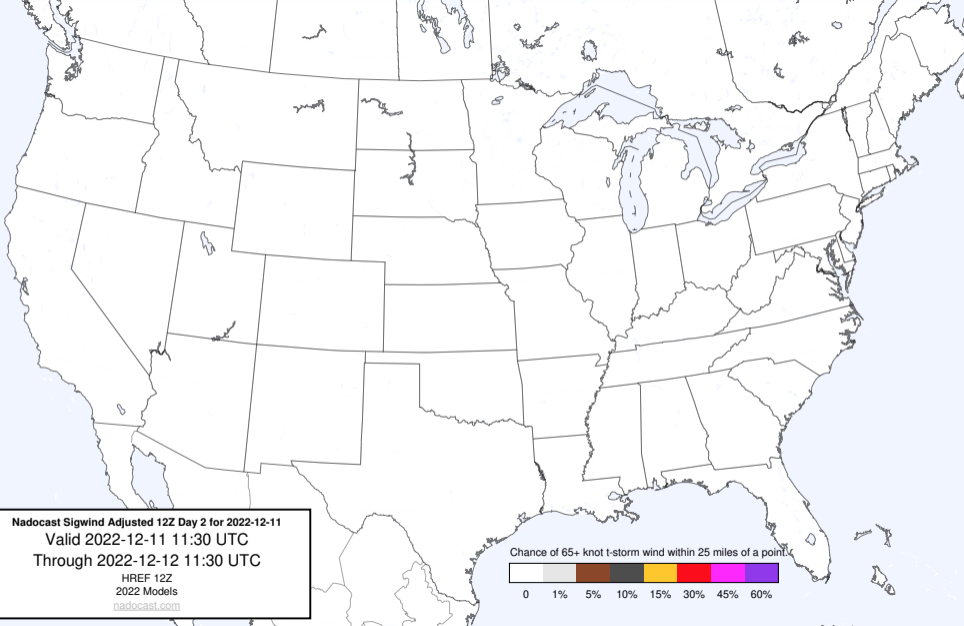 Nadocast Sigwind Adjusted 12Z Day 2 for 2022-12-11
Valid 2022-12-11 11:30 UTC
Through 2022-12-12 11:30 UTC
HREF 12Z
2022 Models
nadocast.com
Chance of 65+ knot t-storm wind within 25 miles of a point.
0 1% 5% 10% 15% 30% 45% 60%